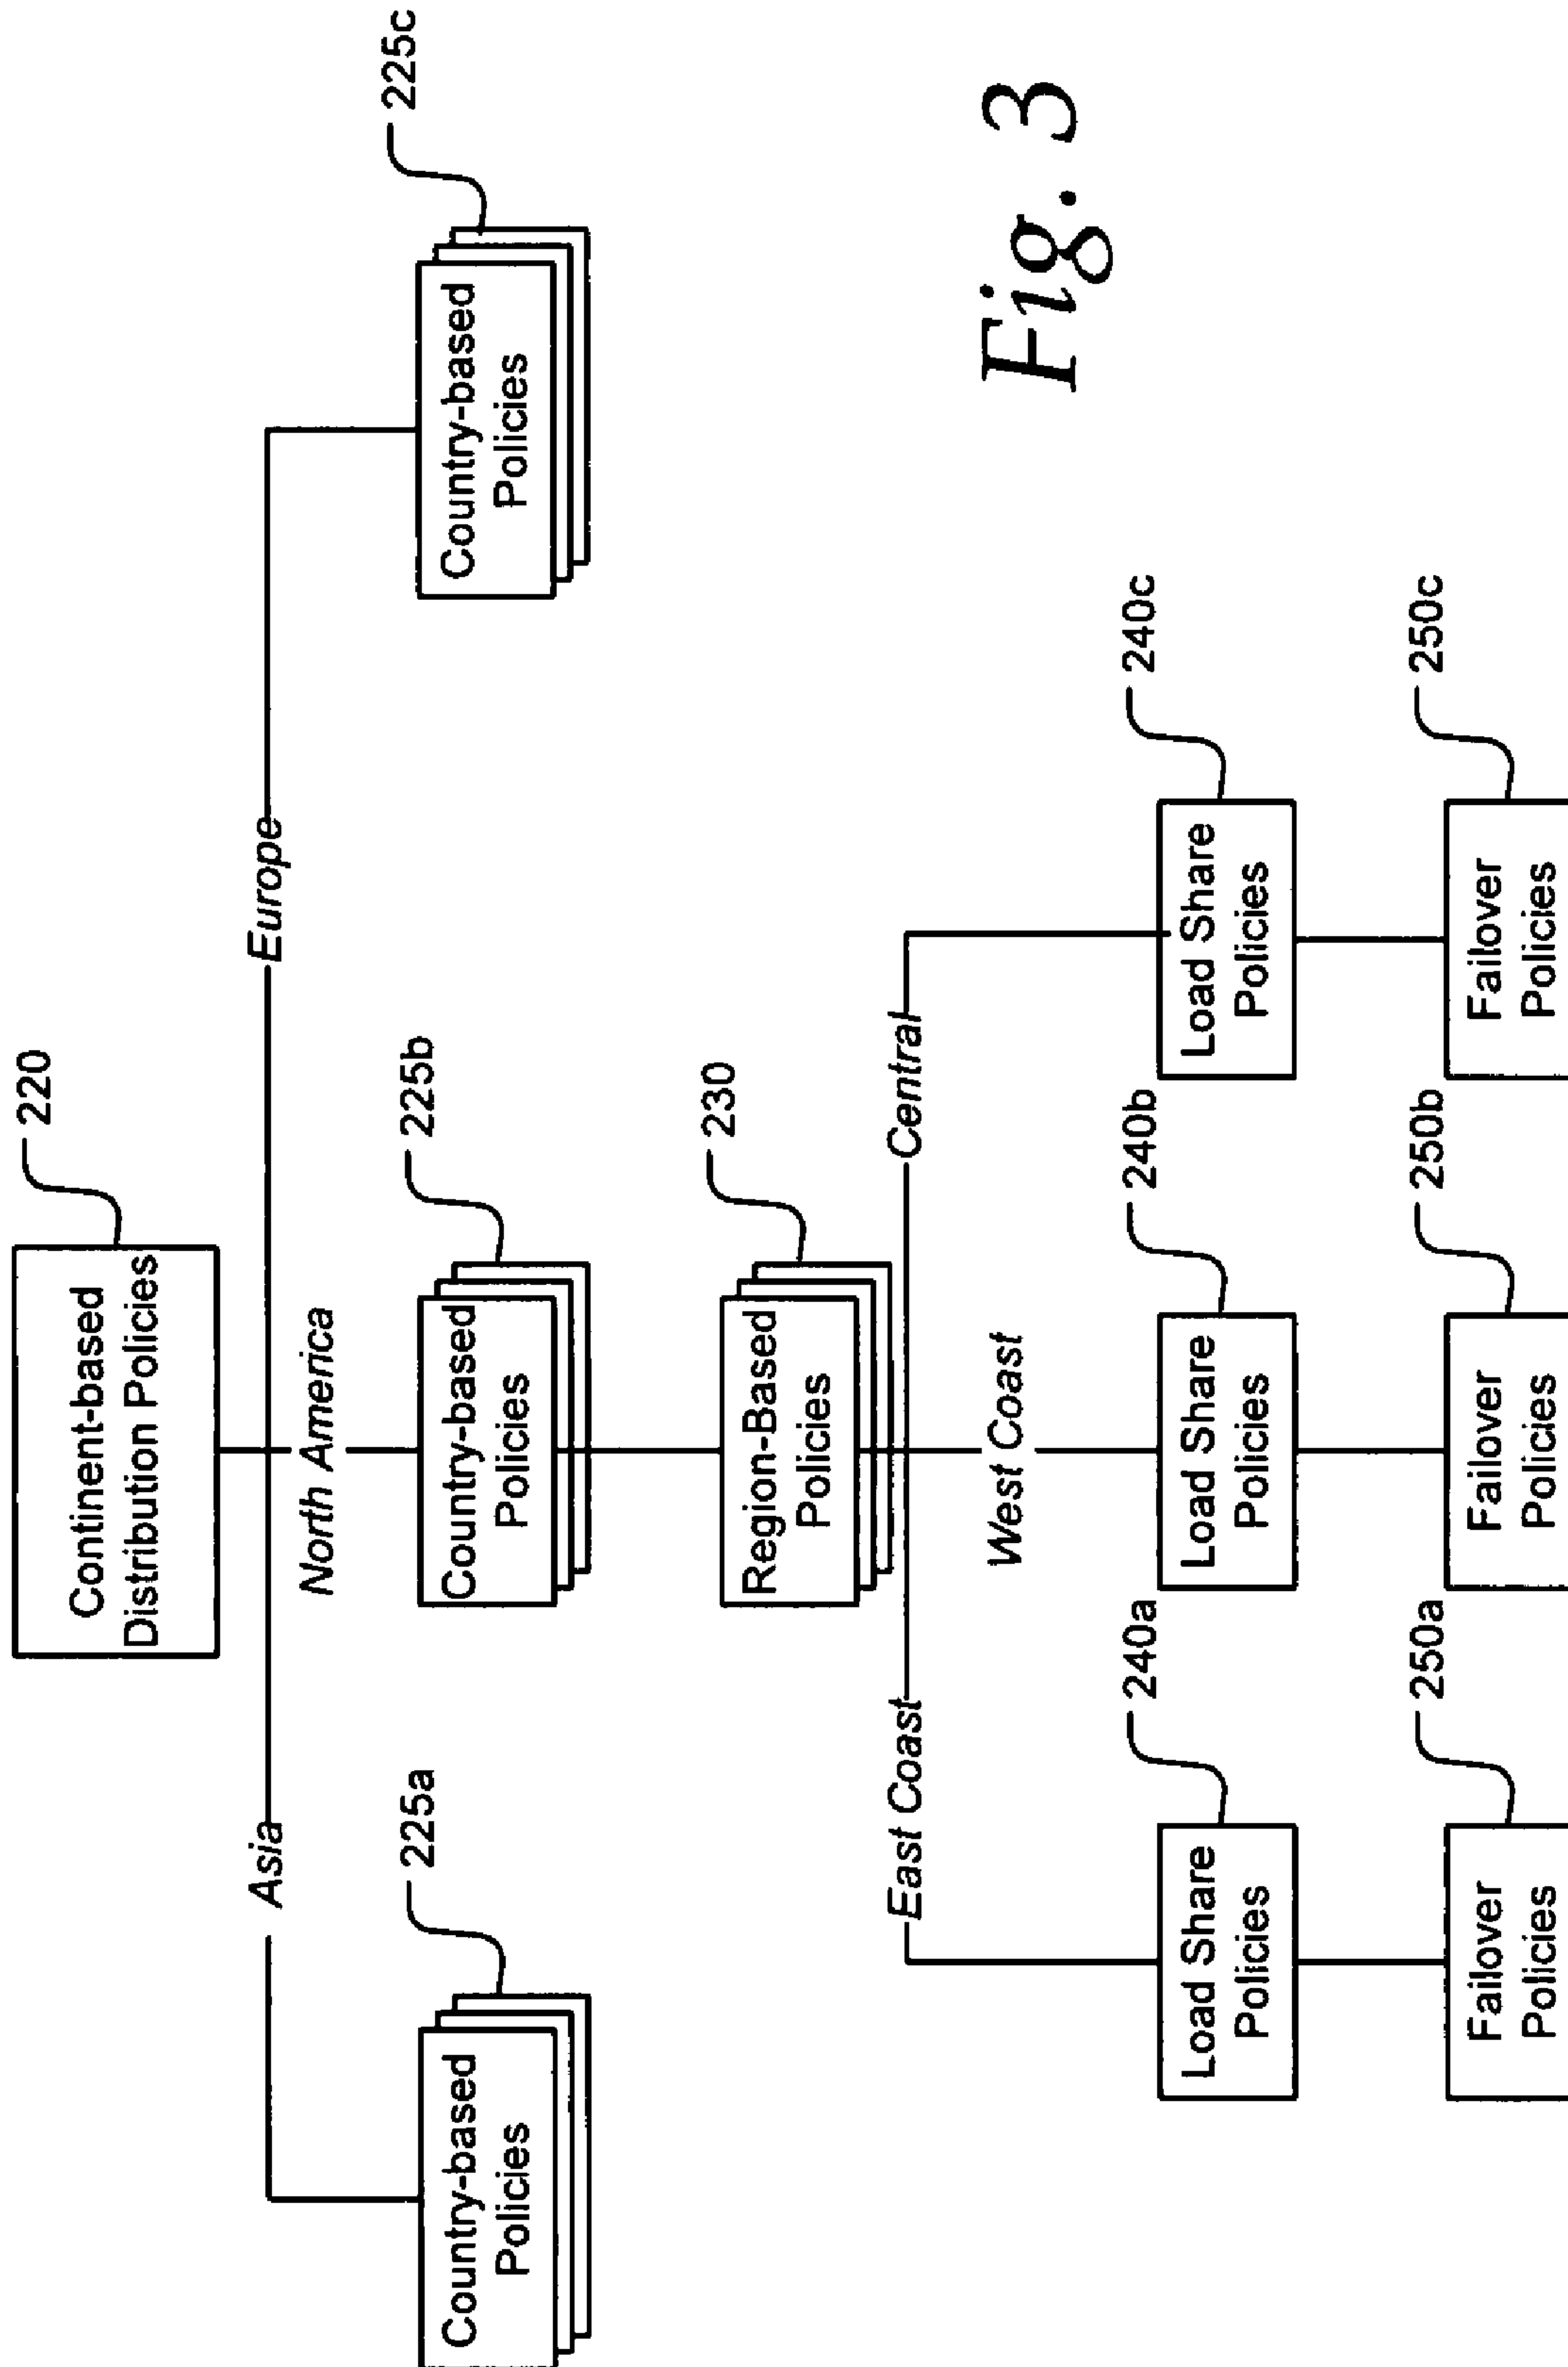 220
Continent-based
Distribution Policies
Asia
North America
Europe
225a
225b
225c
Country-based
Policies
Country-based
Policies
Country-based
Policies
230
Region-Based
Policies
East Coast
West Coast
Central
240a
240b
240c
Load Share
Policies
Load Share
Policies
Load Share
Policies
250a
250b
250c
Failover
Policies
Failover
Policies
Failover
Policies
Fig. 3